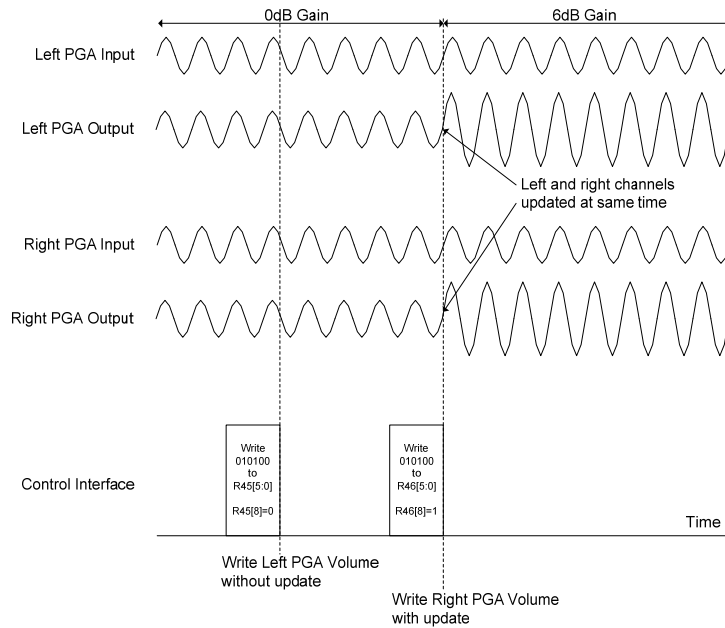 0dB Gain
6dB Gain
Left PGA Input
Left PGA Output
Left and right channels
updated at same time
Right PGA Input
Right PGA Output
Control Interface
Write
010100
to
R45[5:0]
R45[8]=0
Write
010100
to
R46[5:0]
R46[8]=1
Time
Write Left PGA Volume
without update
Write Right PGA Volume
with update